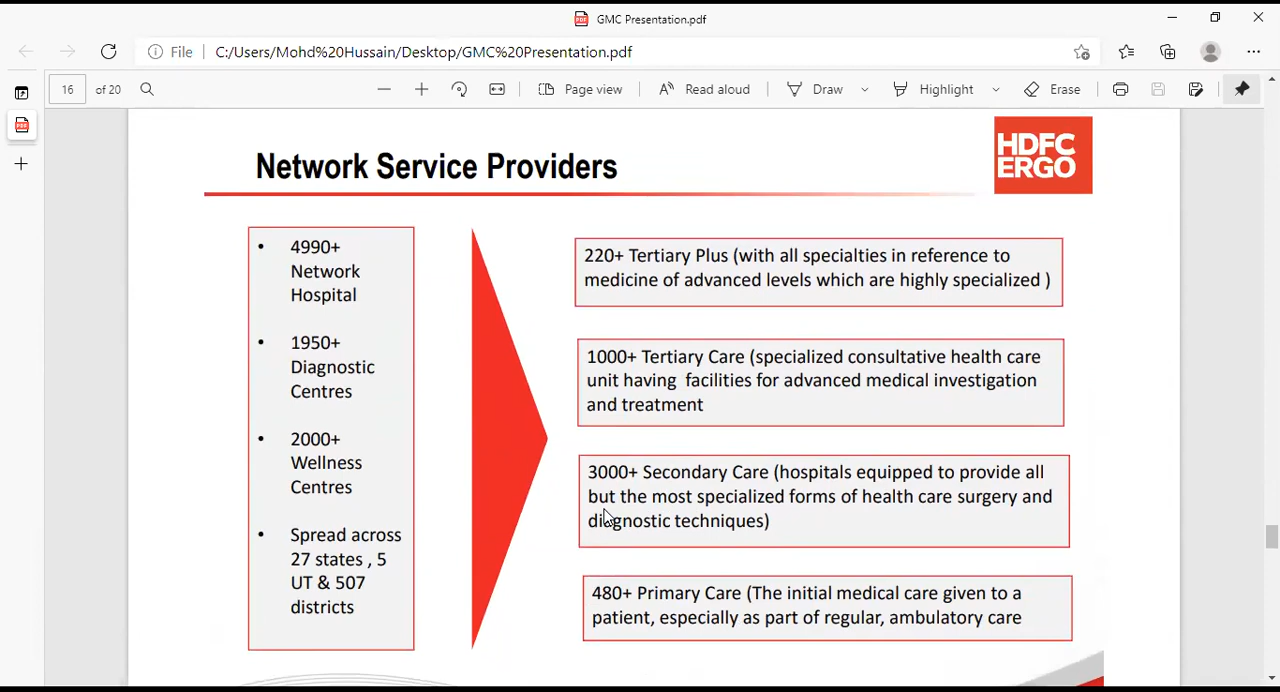 GMC Presentation.pdf
File C:/Users/Mohd%20Hussain/Desktop/GMC%20Presentation.pdf
16 of 20 Page view Read aloud Draw Highlight Erase
HDFC
ERGO
Network Service Providers
• 4990+
Network
Hospital
• 1950+
Diagnostic
Centres
• 2000+
Wellness
Centres
• Spread across
27 states , 5
UT & 507
districts
220+ Tertiary Plus (with all specialties in reference to
medicine of advanced levels which are highly specialized )
1000+ Tertiary Care (specialized consultative health care
unit having facilities for advanced medical investigation
and treatment
3000+ Secondary Care (hospitals equipped to provide all
but the most specialized forms of health care surgery and
diagnostic techniques)
480+ Primary Care (The initial medical care given to a
patient, especially as part of regular, ambulatory care